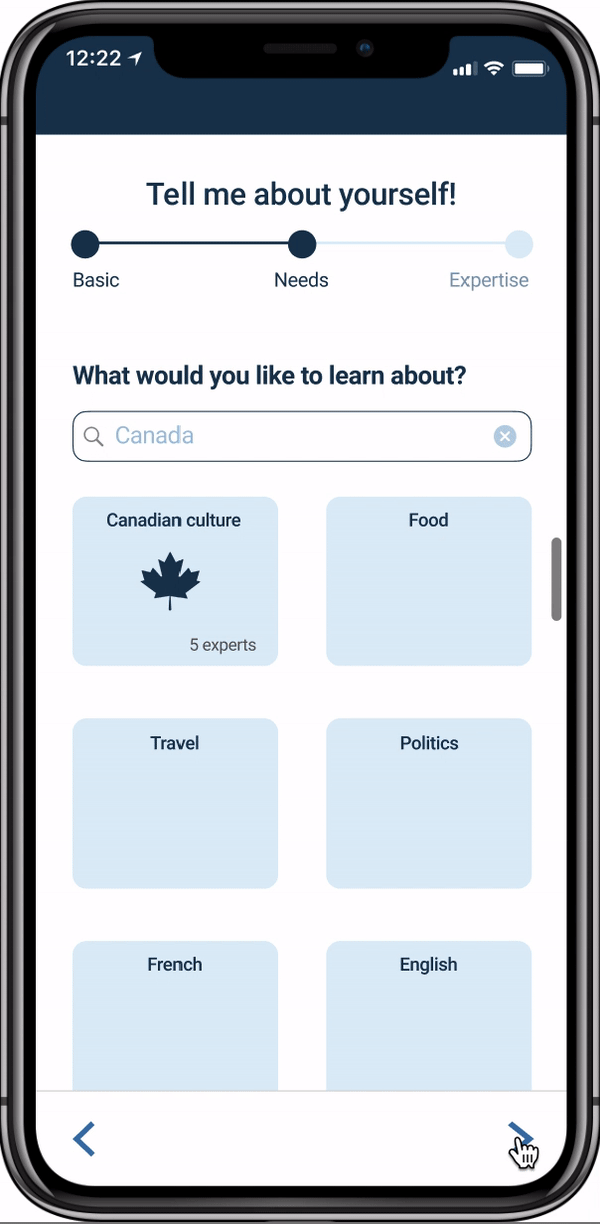 12:22
Tell me about yourself!
Basic Needs Expertise
What would you like to learn about?
Canada
Canadian culture Food
5 experts
Travel Politics
French English